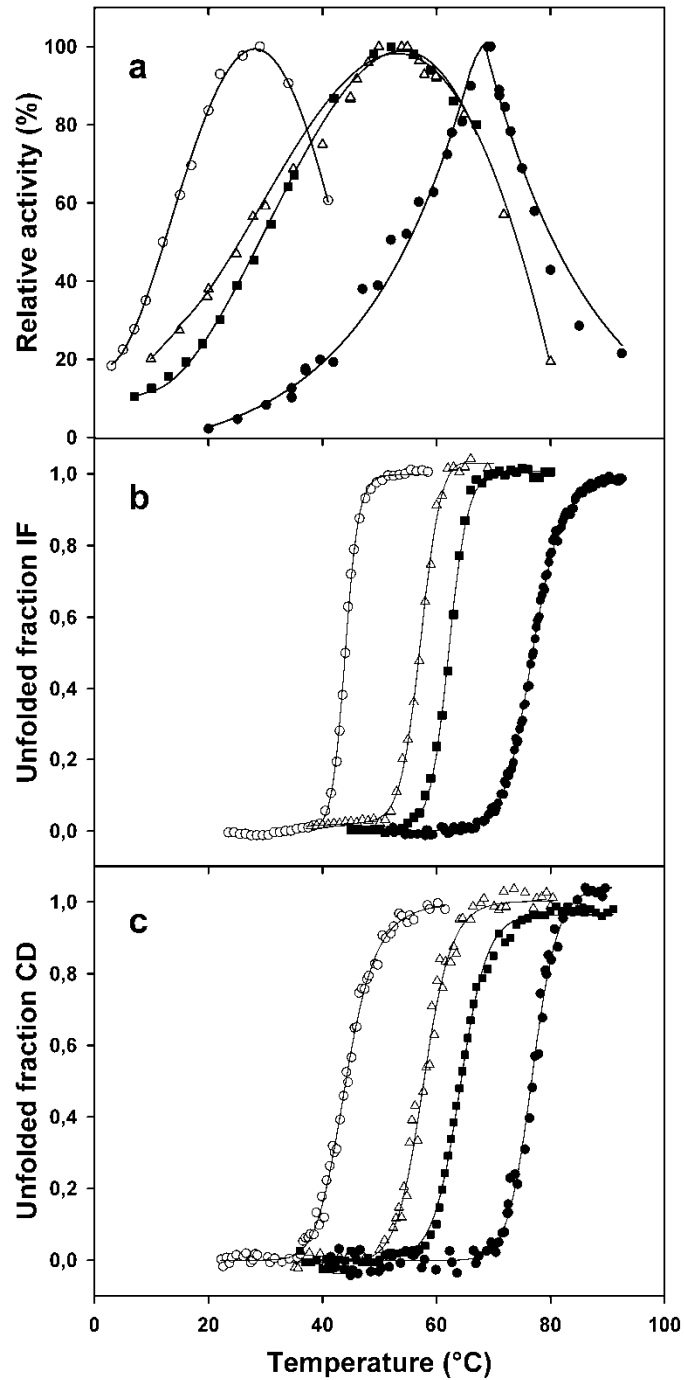 a
Relative activity (%)
100
80
60
40
20
0
b
Unfolded fraction IF
1,0
0,8
0,6
0,4
0,2
0,0
c
Unfolded fraction CD
1,0
0,8
0,6
0,4
0,2
0,0
0 20 40 60 80 100
Temperature (°C)